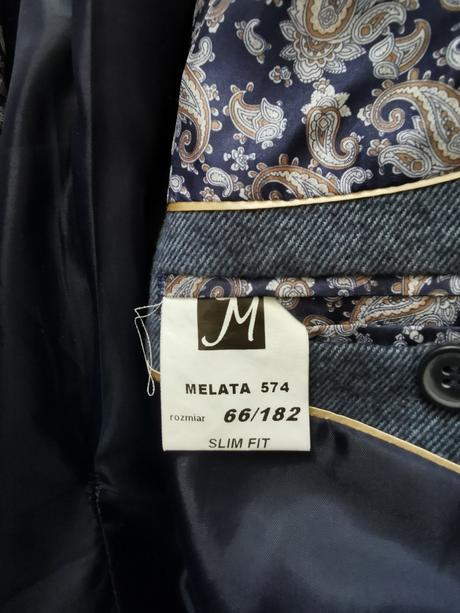 M
MELATA 574
rozmiar 66/182
SLIM FIT